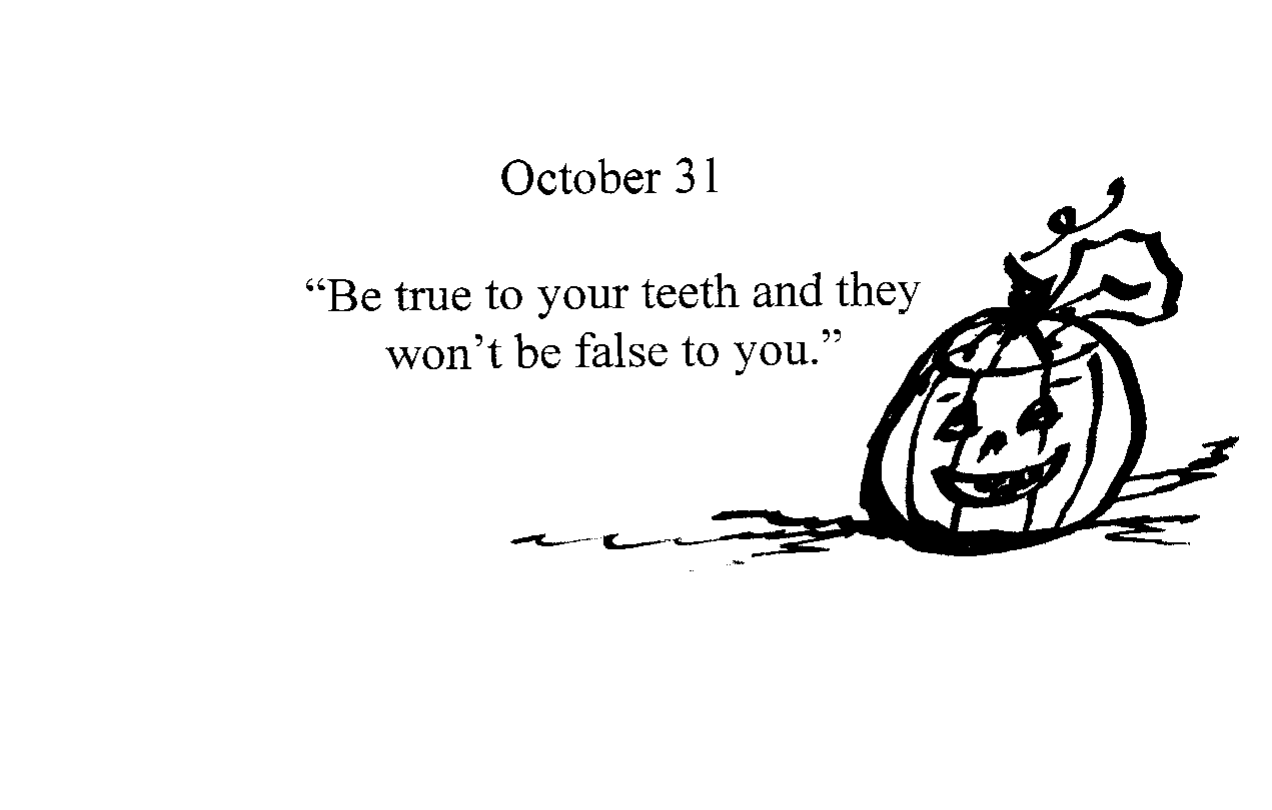 October 31
“Be true to your teeth and they
won’t be false to you.”